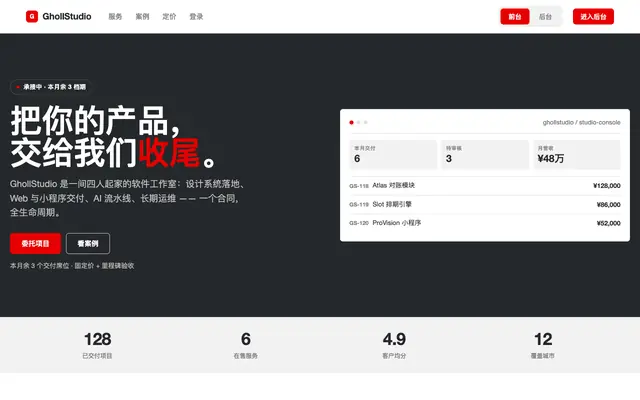 G GhollStudio 服务 案例 定价 登录 前台 后台 进入后台
承接中 · 本月余 3 档期
把你的产品，
交给我们收尾。
GhollStudio 是一间四人起家的软件工作室：设计系统落地、
Web 与小程序交付、AI 流水线、长期运维 —— 一个合同，
全生命周期。
委托项目 看案例
本月余 3 个交付席位 · 固定价 + 里程碑验收
ghollstudio / studio-console
本月交付 待审稿 月营收
6 3 ¥48万
GS-118 Atlas 对账模块 ¥128,000
GS-119 Slot 排期引擎 ¥86,000
GS-120 ProVision 小程序 ¥52,000
128 6 4.9 12
已交付项目 在售服务 客户均分 覆盖城市